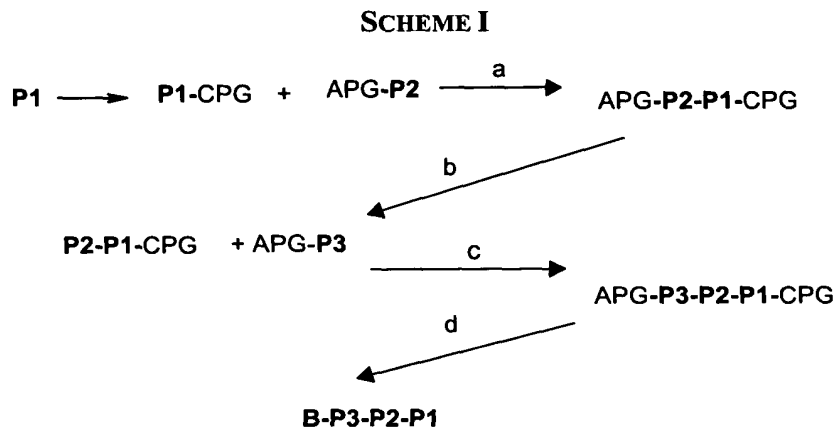 SCHEME I
P1 P1-CPG + APG-P2 a APG-P2-P1-CPG
b
P2-P1-CPG + APG-P3 c APG-P3-P2-P1-CPG
d
B-P3-P2-P1